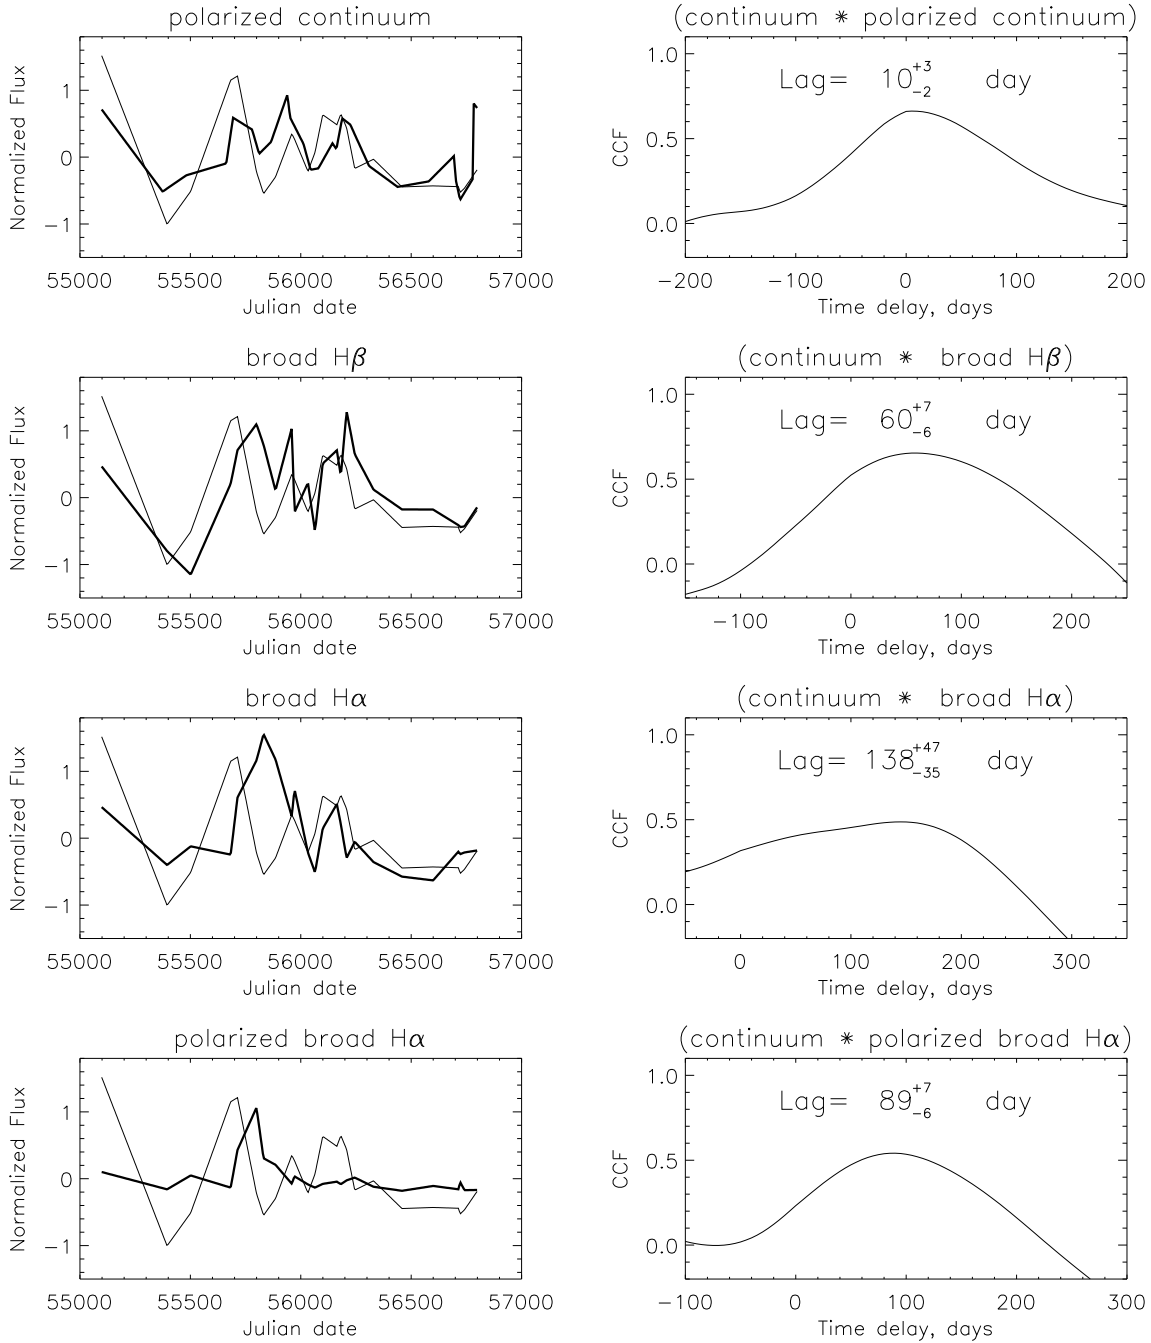 polarized continuum
Normalized Flux
1
0
−1
55000 55500 56000 56500 57000
Julian date
(continuum * polarized continuum)
Lag= 10+3−2 day
CCF
1.0
0.5
0.0
−200 −100 0 100 200
Time delay, days
broad Hβ
Normalized Flux
1
0
−1
55000 55500 56000 56500 57000
Julian date
(continuum * broad Hβ)
Lag= 60+7−6 day
CCF
1.0
0.5
0.0
−100 0 100 200
Time delay, days
broad Hα
Normalized Flux
1
0
−1
55000 55500 56000 56500 57000
Julian date
(continuum * broad Hα)
Lag= 138+47−35 day
CCF
1.0
0.5
0.0
0 100 200 300
Time delay, days
polarized broad Hα
Normalized Flux
1
0
−1
55000 55500 56000 56500 57000
Julian date
(continuum * polarized broad Hα)
Lag= 89+7−6 day
CCF
1.0
0.5
0.0
−100 0 100 200 300
Time delay, days